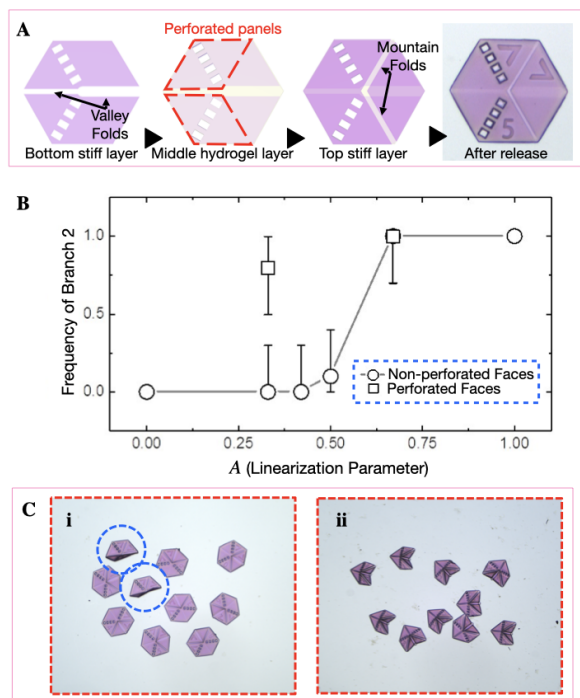 A
Perforated panels
Mountain
Folds
Valley
Folds
7
5
Bottom stiff layer
Middle hydrogel layer
Top stiff layer
After release
B
Frequency of Branch 2
1.0
0.5
0.0
Non-perforated Faces
Perforated Faces
0.00
0.25
0.50
0.75
1.00
A (Linearization Parameter)
C
i
ii